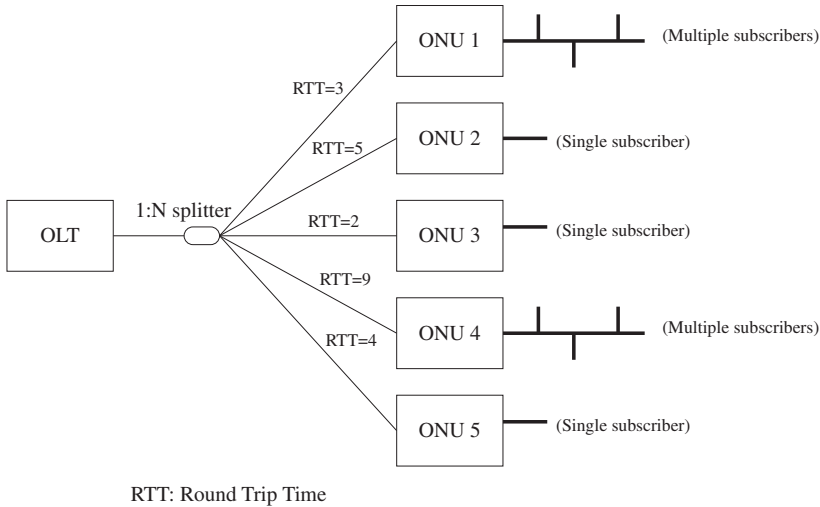 ONU 1
(Multiple subscribers)
RTT=3
ONU 2
(Single subscriber)
RTT=5
1:N splitter
OLT
RTT=2
ONU 3
(Single subscriber)
RTT=9
ONU 4
(Multiple subscribers)
RTT=4
ONU 5
(Single subscriber)
RTT: Round Trip Time